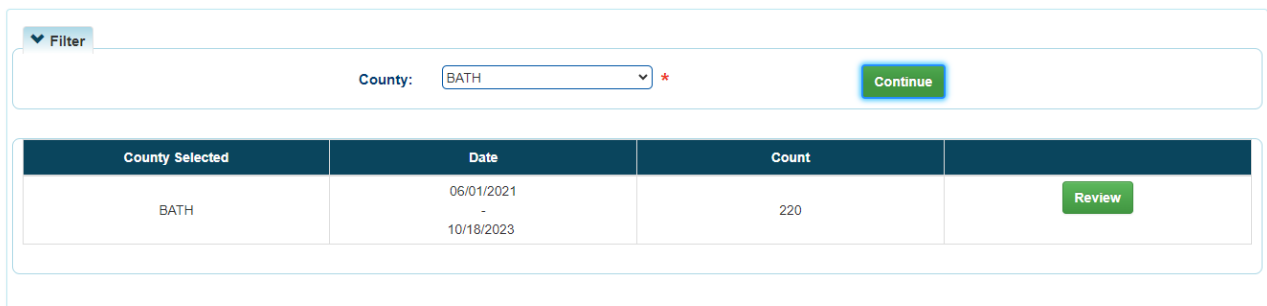 Filter
County: BATH * Continue
County Selected Date Count
BATH 06/01/2021 - 10/18/2023 220 Review